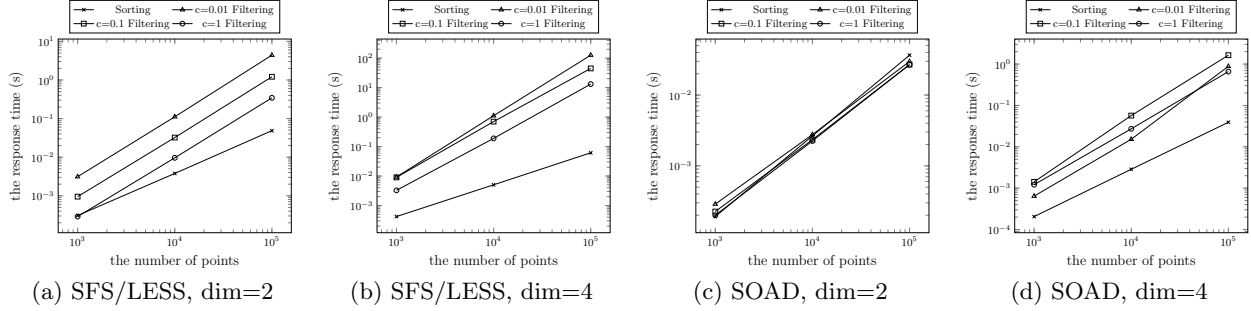 Sorting
c=0.01 Filtering
c=0.1 Filtering
c=1 Filtering
the response time (s)
10^1
10^0
10^-1
10^-2
10^-3
10^3
10^4
10^5
the number of points
(a) SFS/LESS, dim=2
Sorting
c=0.01 Filtering
c=0.1 Filtering
c=1 Filtering
the response time (s)
10^2
10^1
10^0
10^-1
10^-2
10^-3
10^3
10^4
10^5
the number of points
(b) SFS/LESS, dim=4
Sorting
c=0.01 Filtering
c=0.1 Filtering
c=1 Filtering
the response time (s)
10^-2
10^-3
10^3
10^4
10^5
the number of points
(c) SOAD, dim=2
Sorting
c=0.01 Filtering
c=0.1 Filtering
c=1 Filtering
the response time (s)
10^0
10^-1
10^-2
10^-3
10^-4
10^3
10^4
10^5
the number of points
(d) SOAD, dim=4